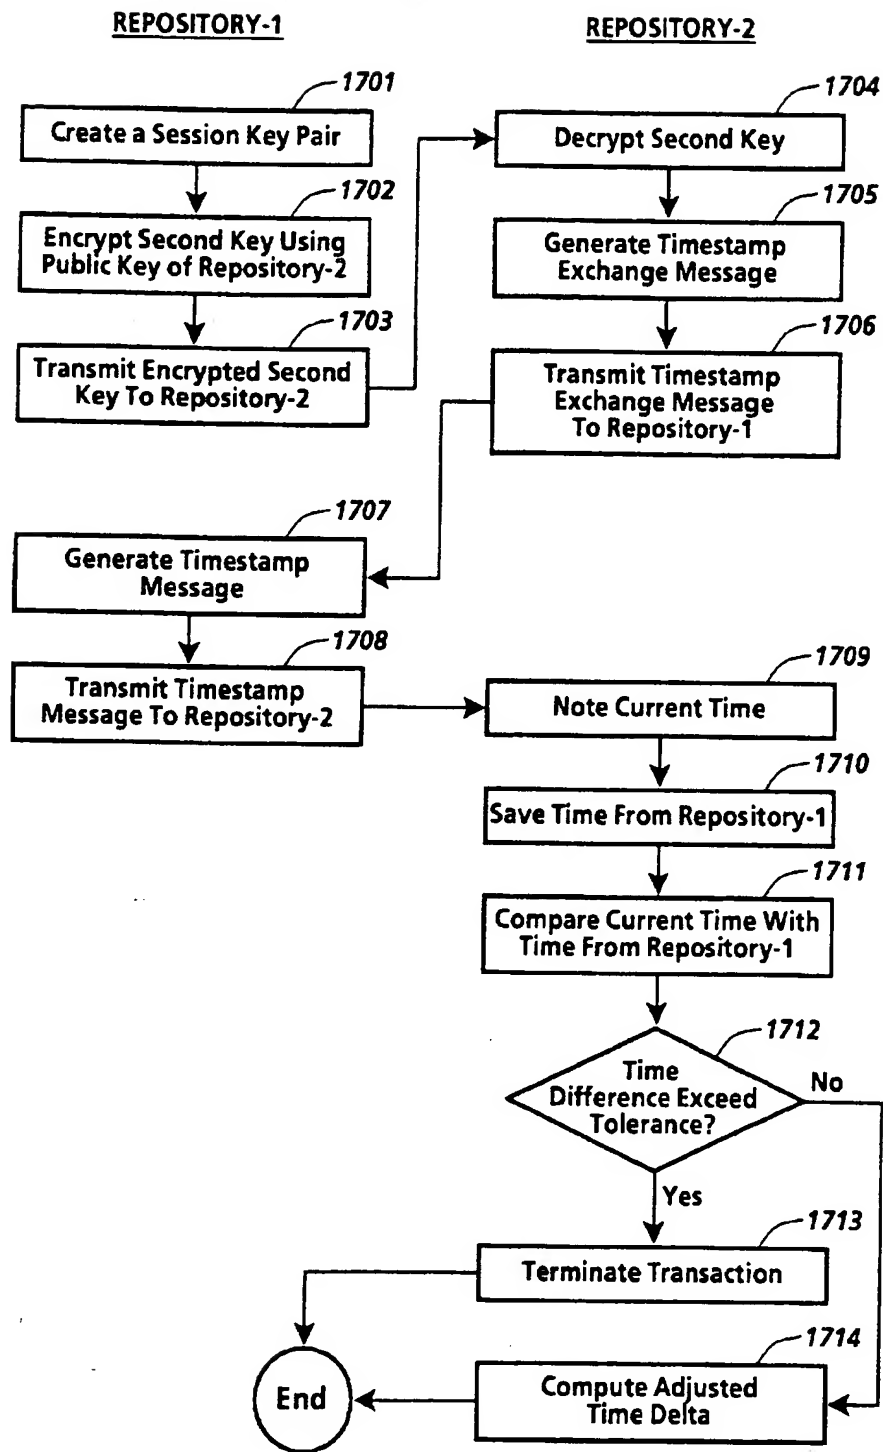 REPOSITORY-1
REPOSITORY-2
1701
Create a Session Key Pair
1702
Encrypt Second Key Using
Public Key of Repository-2
1703
Transmit Encrypted Second
Key To Repository-2
1704
Decrypt Second Key
1705
Generate Timestamp
Exchange Message
1706
Transmit Timestamp
Exchange Message
To Repository-1
1707
Generate Timestamp
Message
1708
Transmit Timestamp
Message To Repository-2
1709
Note Current Time
1710
Save Time From Repository-1
1711
Compare Current Time With
Time From Repository-1
1712
Time
Difference Exceed
Tolerance?
No
Yes
1713
Terminate Transaction
1714
Compute Adjusted
Time Delta
End